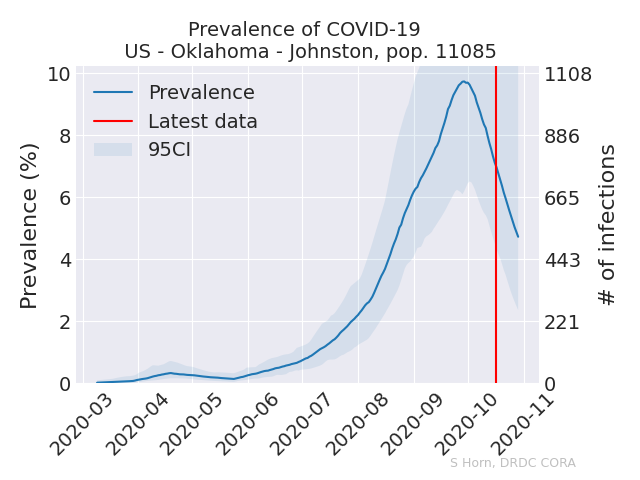 Prevalence of COVID-19
US - Oklahoma - Johnston, pop. 11085
Prevalence
Latest data
95CI
Prevalence (%)
10
8
6
4
2
0
1108
886
665
443
221
0
# of infections
2020-03
2020-04
2020-05
2020-06
2020-07
2020-08
2020-09
2020-10
2020-11
S Horn, DRDC CORA